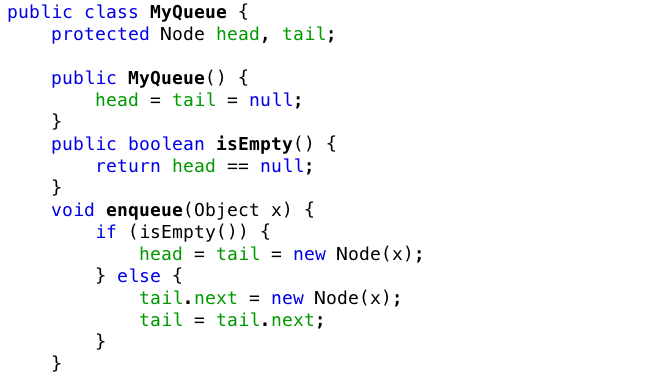 public class MyQueue {
    protected Node head, tail;

    public MyQueue() {
        head = tail = null;
    }
    public boolean isEmpty() {
        return head == null;
    }
    void enqueue(Object x) {
        if (isEmpty()) {
            head = tail = new Node(x);
        } else {
            tail.next = new Node(x);
            tail = tail.next;
        }
    }